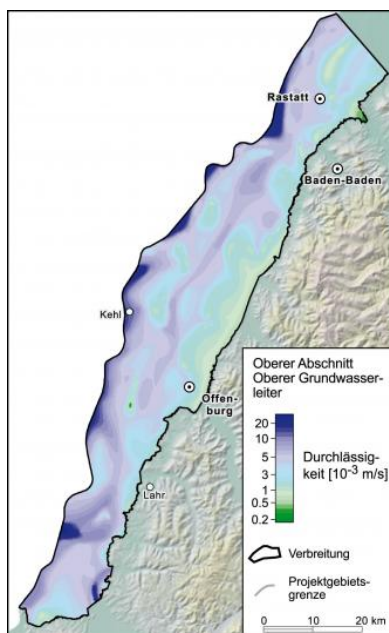 Rastatt
Baden-Baden
Kehl
Offen-
burg
Lahr
Oberer Abschnitt
Oberer Grundwasser-
leiter
20
10
5
3
1
0.5
0.2
Durchlässig-
keit [10⁻³ m/s]
Verbreitung
Projektgebiets-
grenze
0 10 20 km